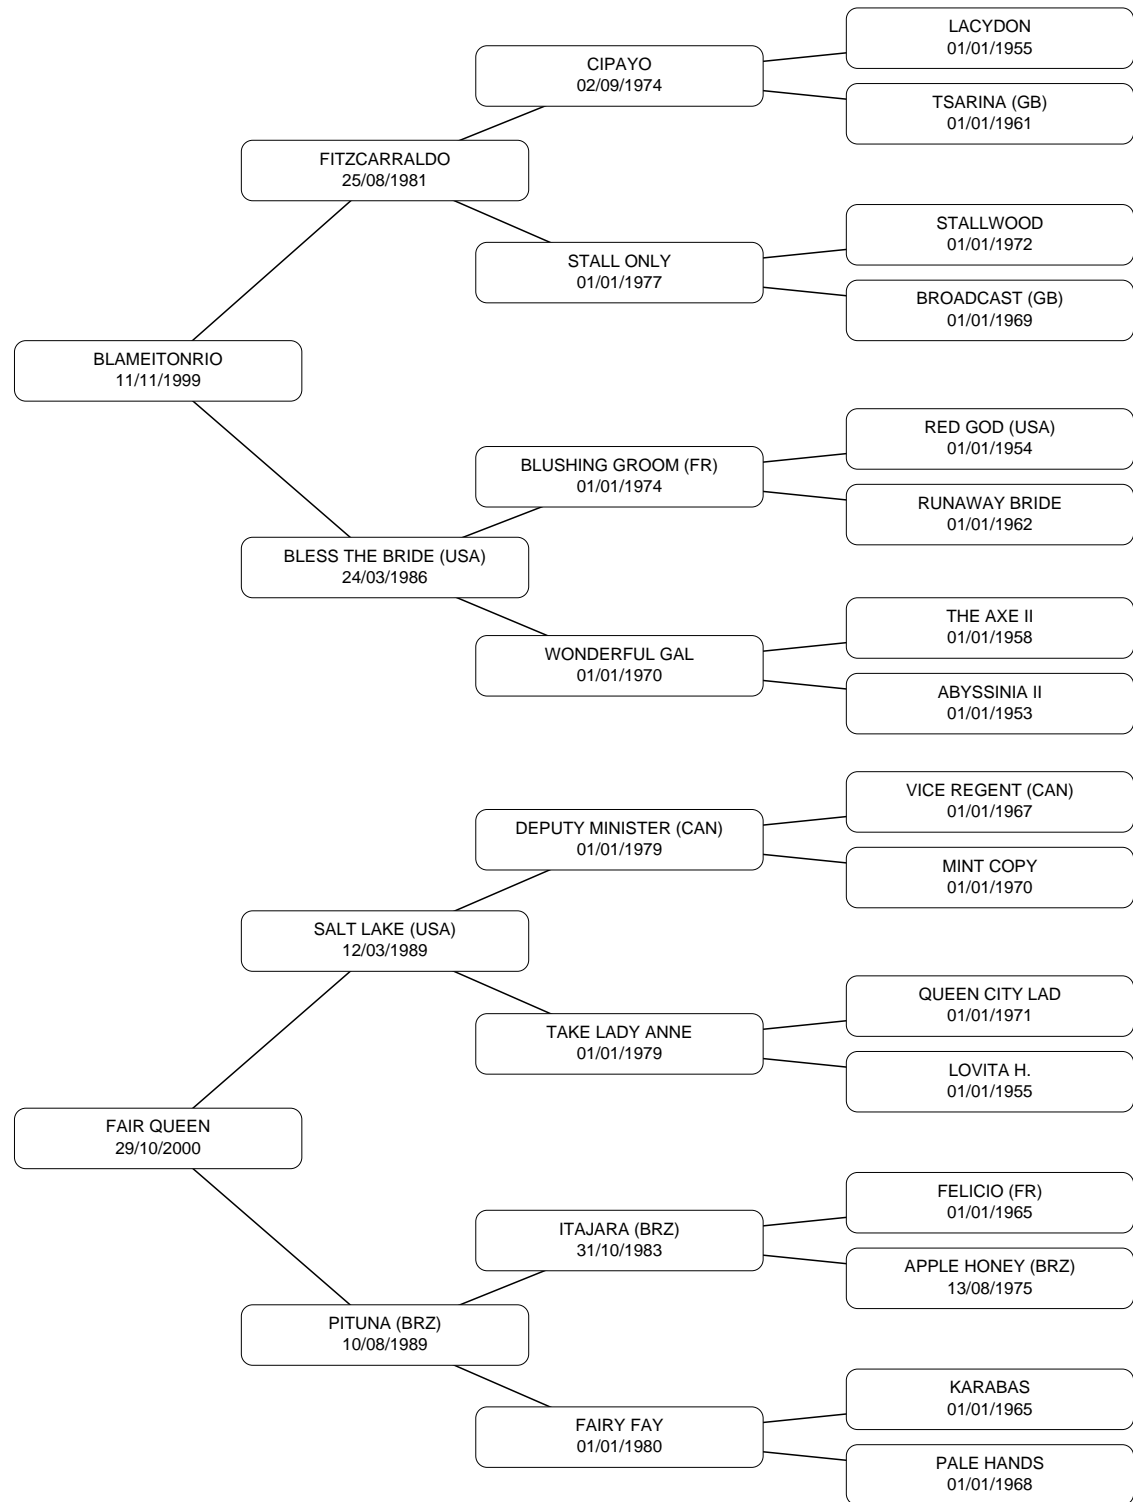 LACYDON
01/01/1955
CIPAYO
02/09/1974
TSARINA (GB)
01/01/1961
FITZCARRALDO
25/08/1981
STALLWOOD
01/01/1972
STALL ONLY
01/01/1977
BROADCAST (GB)
01/01/1969
BLAMEITONRIO
11/11/1999
RED GOD (USA)
01/01/1954
BLUSHING GROOM (FR)
01/01/1974
RUNAWAY BRIDE
01/01/1962
BLESS THE BRIDE (USA)
24/03/1986
THE AXE II
01/01/1958
WONDERFUL GAL
01/01/1970
ABYSSINIA II
01/01/1953
VICE REGENT (CAN)
01/01/1967
DEPUTY MINISTER (CAN)
01/01/1979
MINT COPY
01/01/1970
SALT LAKE (USA)
12/03/1989
QUEEN CITY LAD
01/01/1971
TAKE LADY ANNE
01/01/1979
LOVITA H.
01/01/1955
FAIR QUEEN
29/10/2000
FELICIO (FR)
01/01/1965
ITAJARA (BRZ)
31/10/1983
APPLE HONEY (BRZ)
13/08/1975
PITUNA (BRZ)
10/08/1989
KARABAS
01/01/1965
FAIRY FAY
01/01/1980
PALE HANDS
01/01/1968